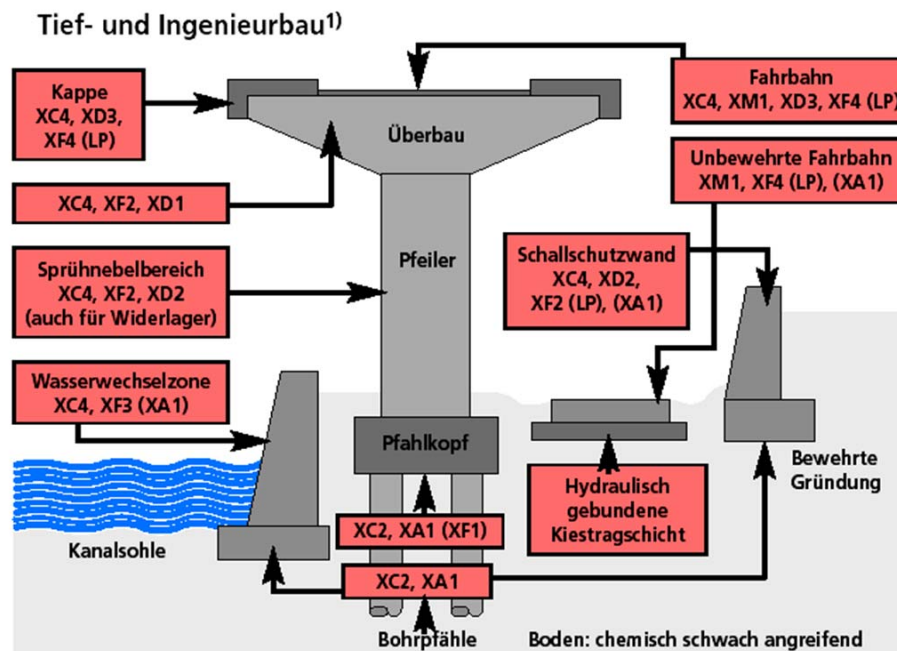 Tief- und Ingenieurbau1)
Kappe
XC4, XD3,
XF4 (LP)
Fahrbahn
XC4, XM1, XD3, XF4 (LP)
Überbau
Unbewehrte Fahrbahn
XM1, XF4 (LP), (XA1)
XC4, XF2, XD1
Pfeiler
Schallschutzwand
XC4, XD2,
XF2 (LP), (XA1)
Sprühnebelbereich
XC4, XF2, XD2
(auch für Widerlager)
Wasserwechselzone
XC4, XF3 (XA1)
Pfahlkopf
Bewehrte
Gründung
Hydraulisch
gebundene
Kiestragschicht
XC2, XA1 (XF1)
Kanalsohle
XC2, XA1
Bohrpfähle
Boden: chemisch schwach angreifend